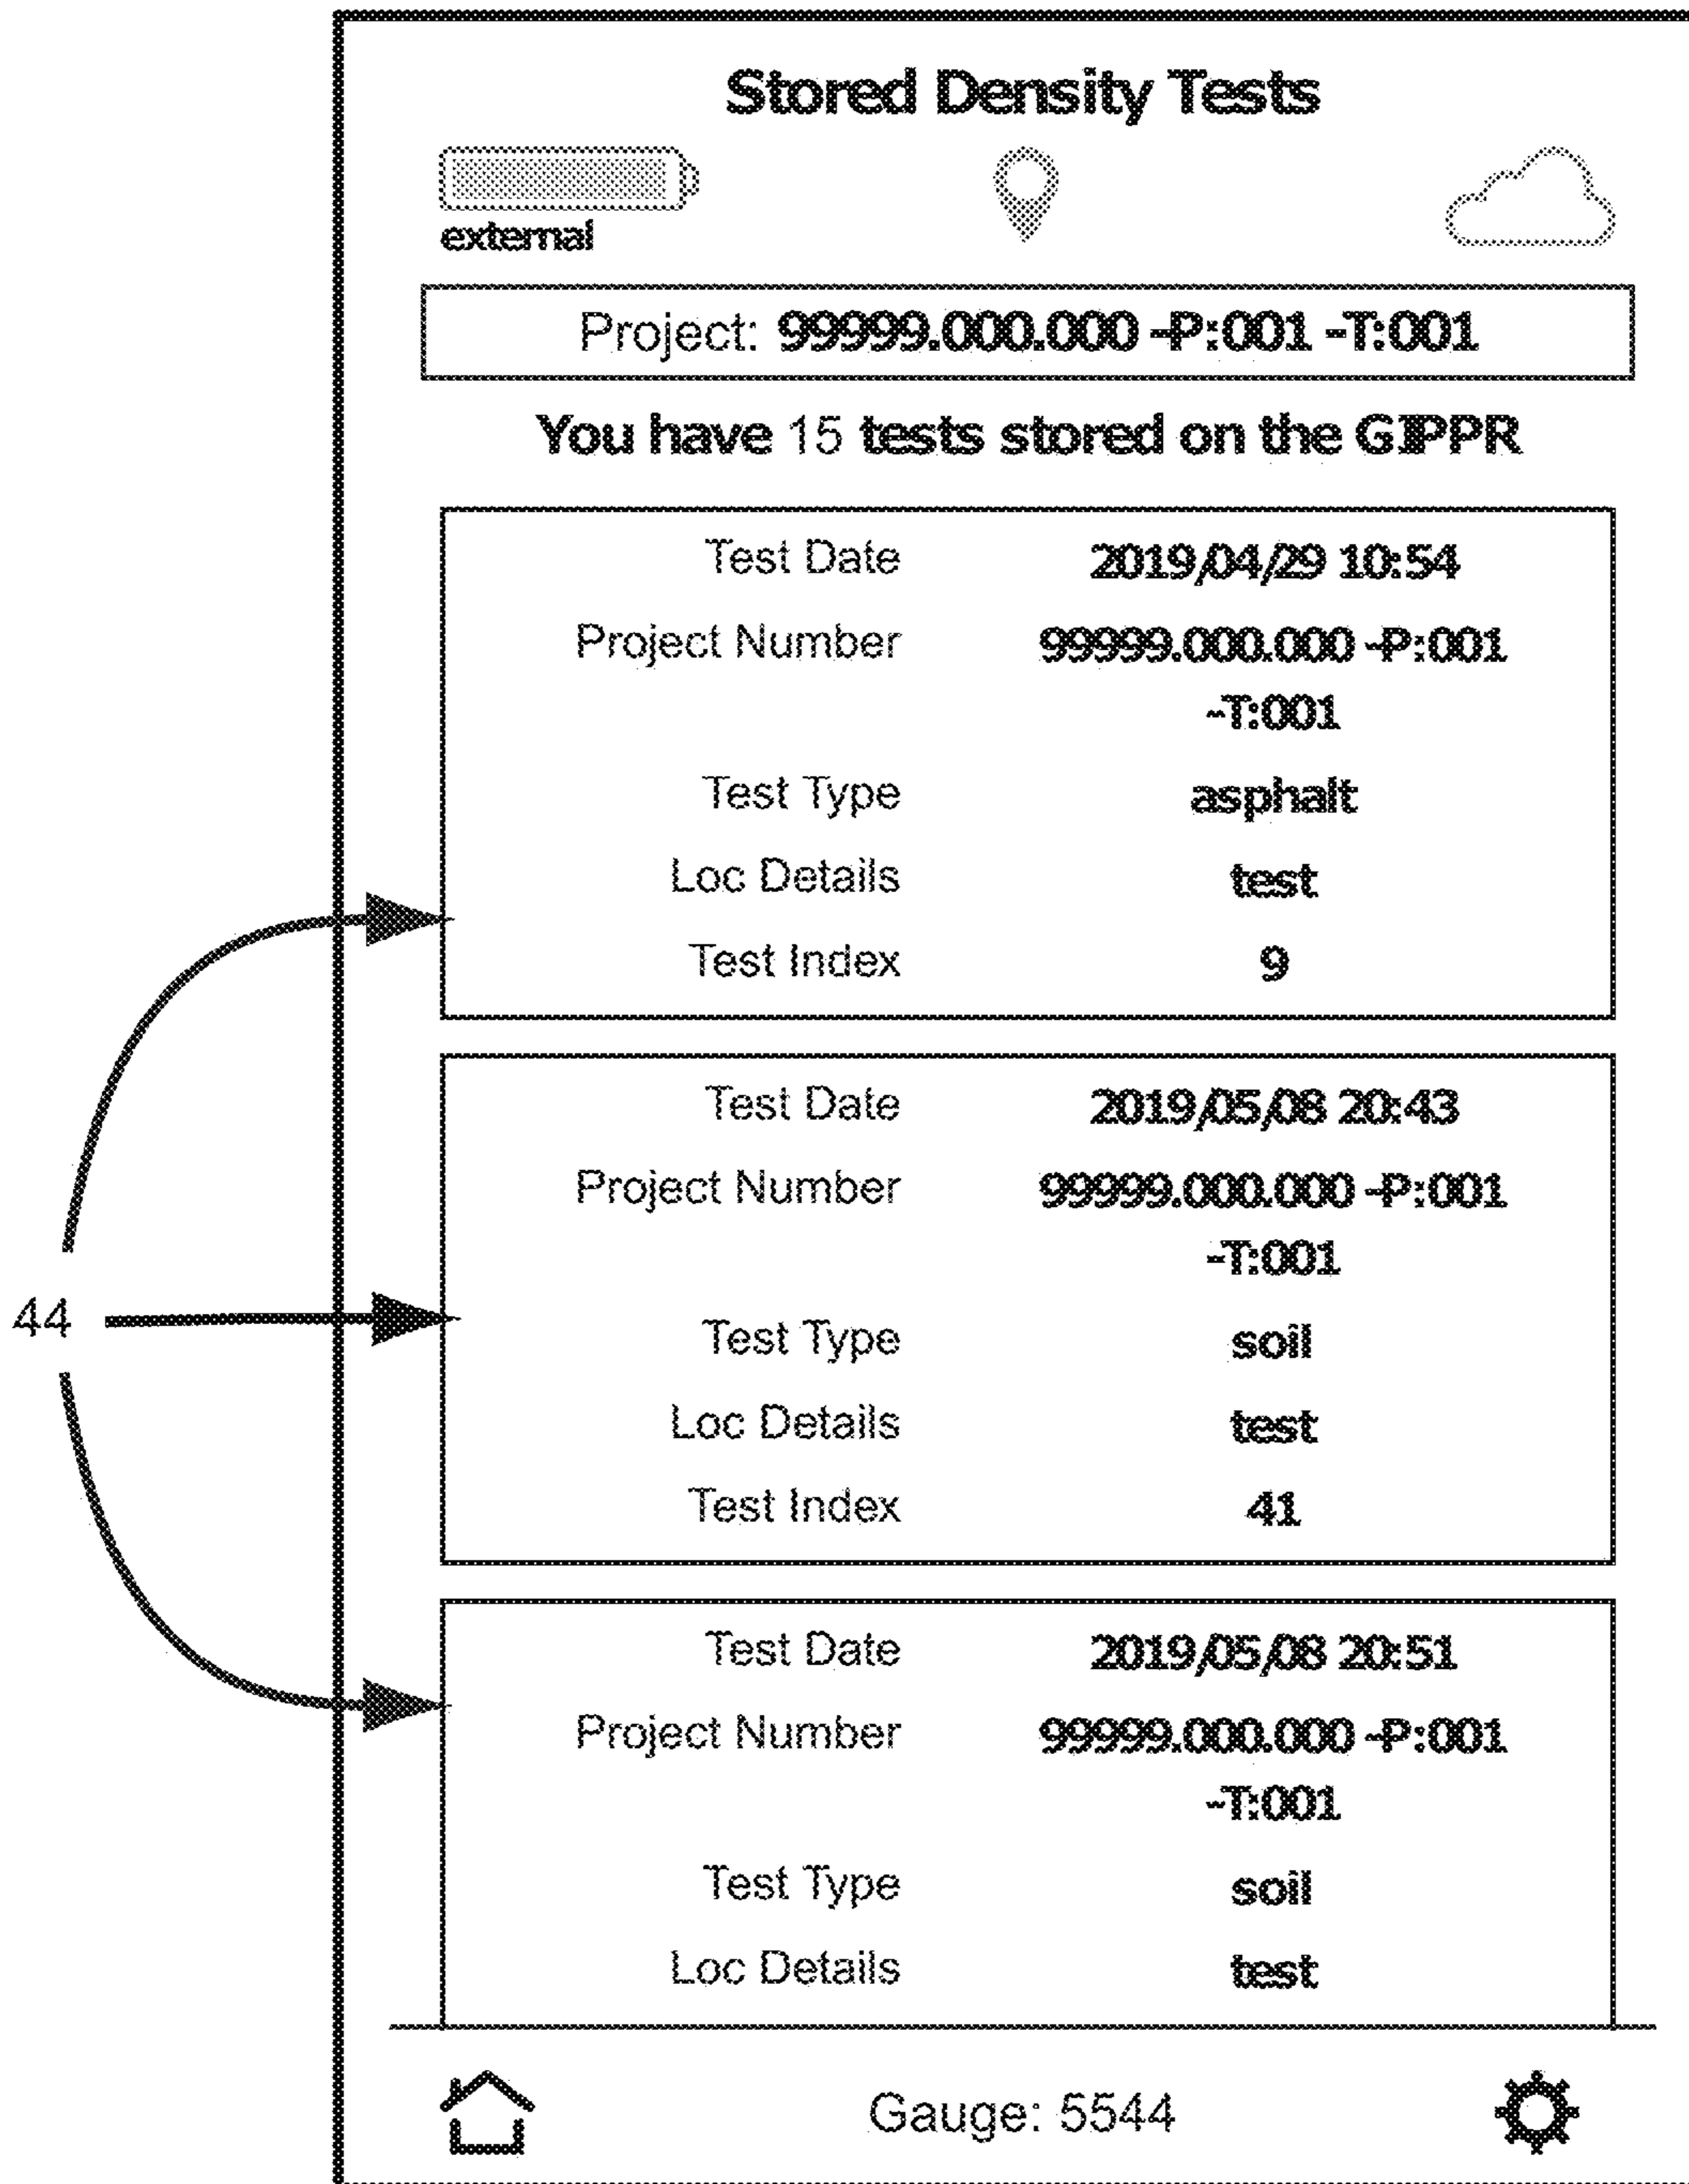 Stored Density Tests
external
Project: 99999.000.000 -P:001 -T:001
You have 15 tests stored on the GIPPR
Test Date 2019/04/29 10:54
Project Number 99999.000.000 -P:001
-T:001
Test Type asphalt
Loc Details test
Test Index 9
Test Date 2019/05/08 20:43
Project Number 99999.000.000 -P:001
-T:001
44
Test Type soil
Loc Details test
Test Index 41
Test Date 2019/05/08 20:51
Project Number 99999.000.000 -P:001
-T:001
Test Type soil
Loc Details test
Gauge: 5544